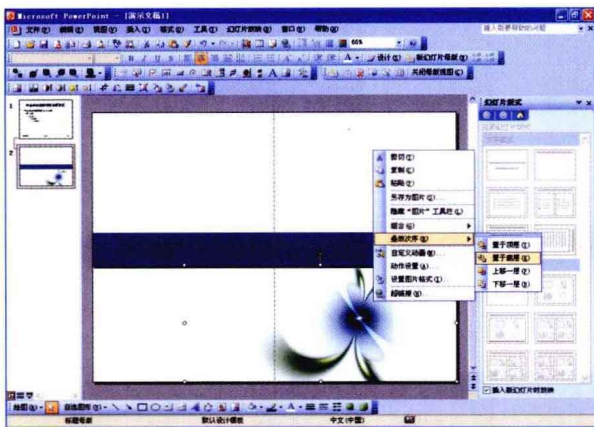 Microsoft PowerPoint - [演示文稿1]
文件(F) 编辑(E) 视图(V) 插入(I) 格式(O) 工具(T) 幻灯片放映(D) 窗口(W) 帮助(H)
键入需要帮助的问题
66%
设计(S) 新幻灯片母版(N)
关闭母版视图(C)
1
2
幻灯片版式
剪切(T)
复制(C)
粘贴(P)
另存为图片(S)...
隐藏“图片”工具栏(L)
组合(G)
叠放次序(R)
自定义动画(M)...
动作设置(A)...
设置图片格式(I)...
超链接(H)...
置于顶层(T)
置于底层(K)
上移一层(F)
下移一层(B)
插入新幻灯片时放映
绘图(R) 自选图形(U)
标题母版 默认设计模板 中文(中国)